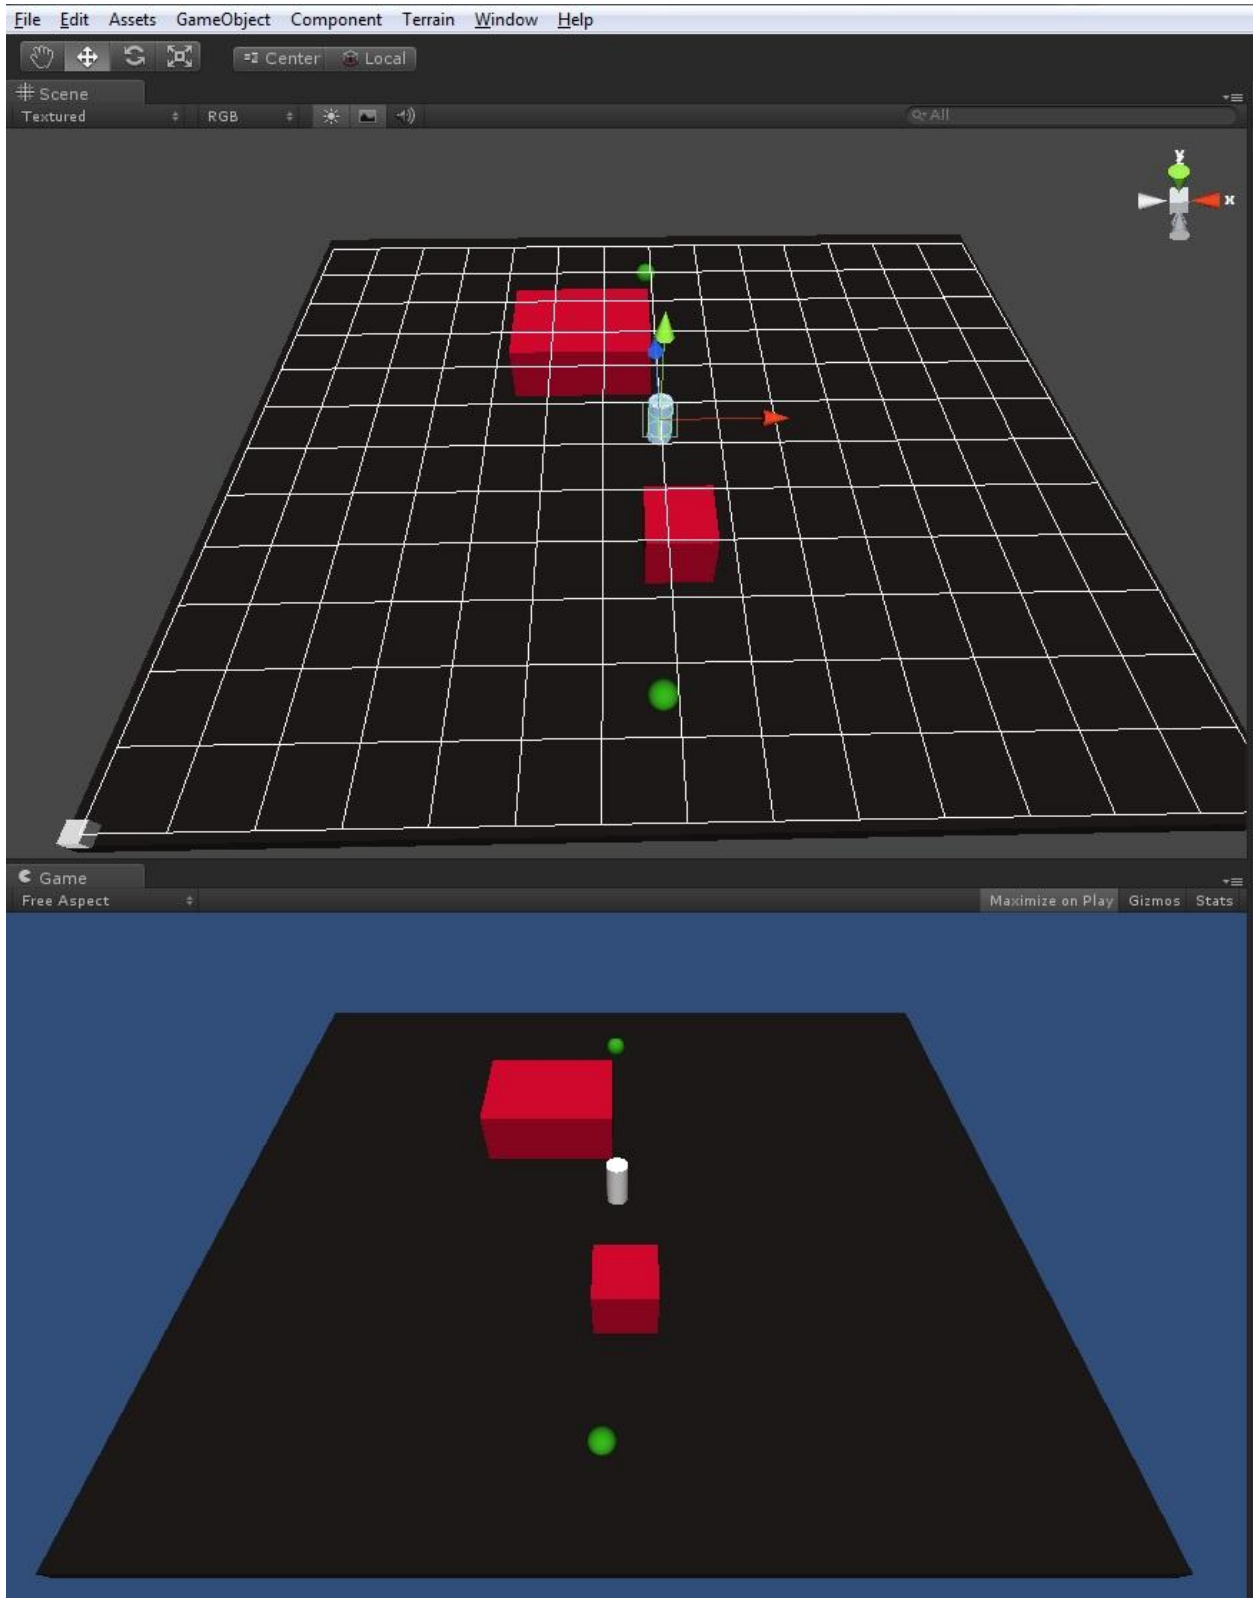 File Edit Assets GameObject Component Terrain Window Help
Center Local
Scene
Textured RGB All
y
x
Game
Free Aspect Maximize on Play Gizmos Stats